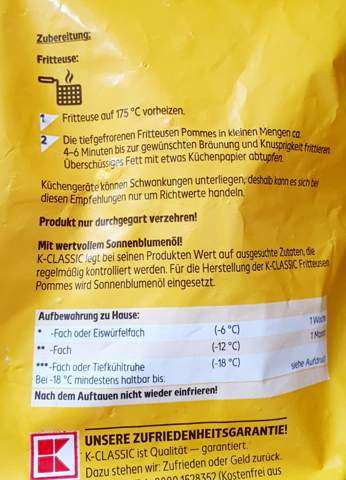 Zubereitung:
Fritteuse:
1. Fritteuse auf 175 °C vorheizen.
2. Die tiefgefrorenen Fritteusen Pommes in kleinen Mengen ca.
4-6 Minuten bis zur gewünschten Bräunung und Knusprigkeit frittieren.
Überschüssiges Fett mit etwas Küchenpapier abtupfen.
Küchengeräte können Schwankungen unterliegen, deshalb kann es sich bei
diesen Empfehlungen nur um Richtwerte handeln.
Produkt nur durchgegart verzehren!
Mit wertvollem Sonnenblumenöl!
K-CLASSIC legt bei seinen Produkten Wert auf ausgesuchte Zutaten, die
regelmäßig kontrolliert werden. Für die Herstellung der K-CLASSIC Fritteusen
Pommes wird Sonnenblumenöl eingesetzt.
Aufbewahrung zu Hause:
* -Fach oder Eiswürfelfach (-6 °C) 1 Woche
** -Fach (-12 °C) 1 Monat
*** -Fach oder Tiefkühltruhe (-18 °C) siehe Aufdruck
Bei -18 °C mindestens haltbar bis:
Nach dem Auftauen nicht wieder einfrieren!
UNSERE ZUFRIEDENHEITSGARANTIE!
K-CLASSIC ist Qualität – garantiert.
Dazu stehen wir: Zufrieden oder Geld zurück.
1528352 (Kostenfrei aus